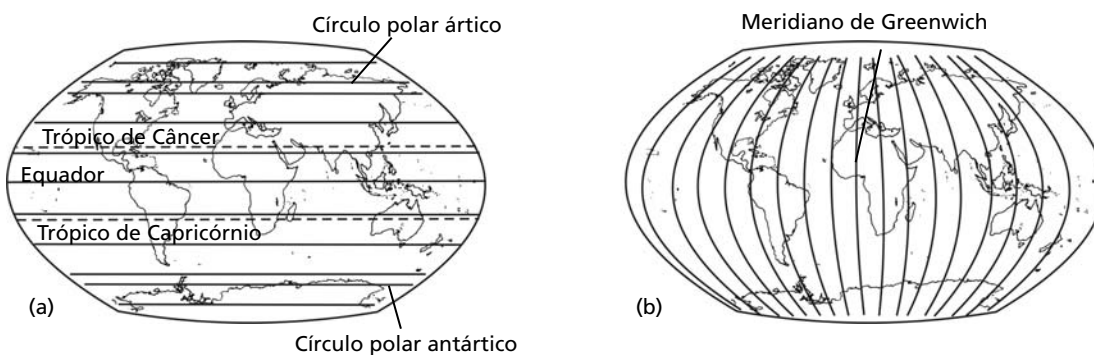 Círculo polar ártico
Trópico de Câncer
Equador
Trópico de Capricórnio
(a)
Círculo polar antártico
Meridiano de Greenwich
(b)